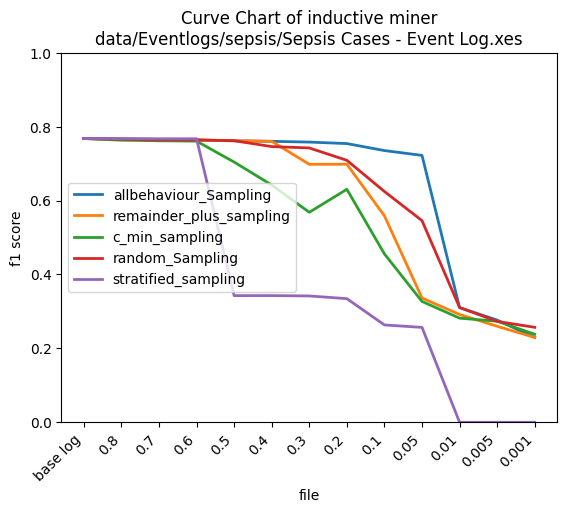 Curve Chart of inductive miner
data/Eventlogs/sepsis/Sepsis Cases - Event Log.xes
1.0
0.8
0.6
0.4
0.2
0.0
f1 score
allbehaviour_Sampling
remainder_plus_sampling
c_min_sampling
random_Sampling
stratified_sampling
base log
0.8
0.7
0.6
0.5
0.4
0.3
0.2
0.1
0.05
0.01
0.005
0.001
file